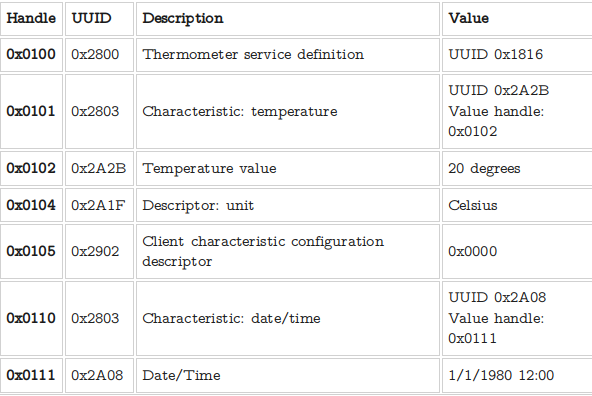 Handle UUID Description Value
0x0100 0x2800 Thermometer service definition UUID 0x1816
0x0101 0x2803 Characteristic: temperature UUID 0x2A2B
Value handle:
0x0102
0x0102 0x2A2B Temperature value 20 degrees
0x0104 0x2A1F Descriptor: unit Celsius
0x0105 0x2902 Client characteristic configuration
descriptor 0x0000
0x0110 0x2803 Characteristic: date/time UUID 0x2A08
Value handle:
0x0111
0x0111 0x2A08 Date/Time 1/1/1980 12:00